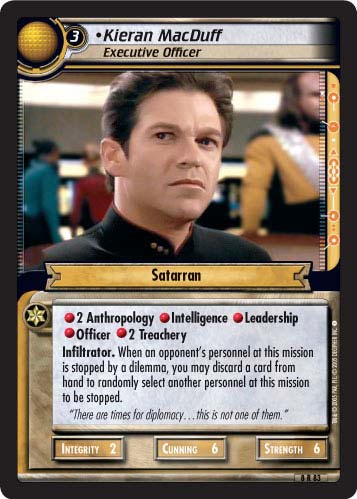 3 •Kieran MacDuff
Executive Officer
Satarran
2 Anthropology Intelligence Leadership
Officer 2 Treachery
Infiltrator. When an opponent's personnel at this mission
is stopped by a dilemma, you may discard a card from
hand to randomly select another personnel at this mission
to be stopped.
"There are times for diplomacy...this is not one of them."
INTEGRITY 2 CUNNING 6 STRENGTH 6
8 R 83